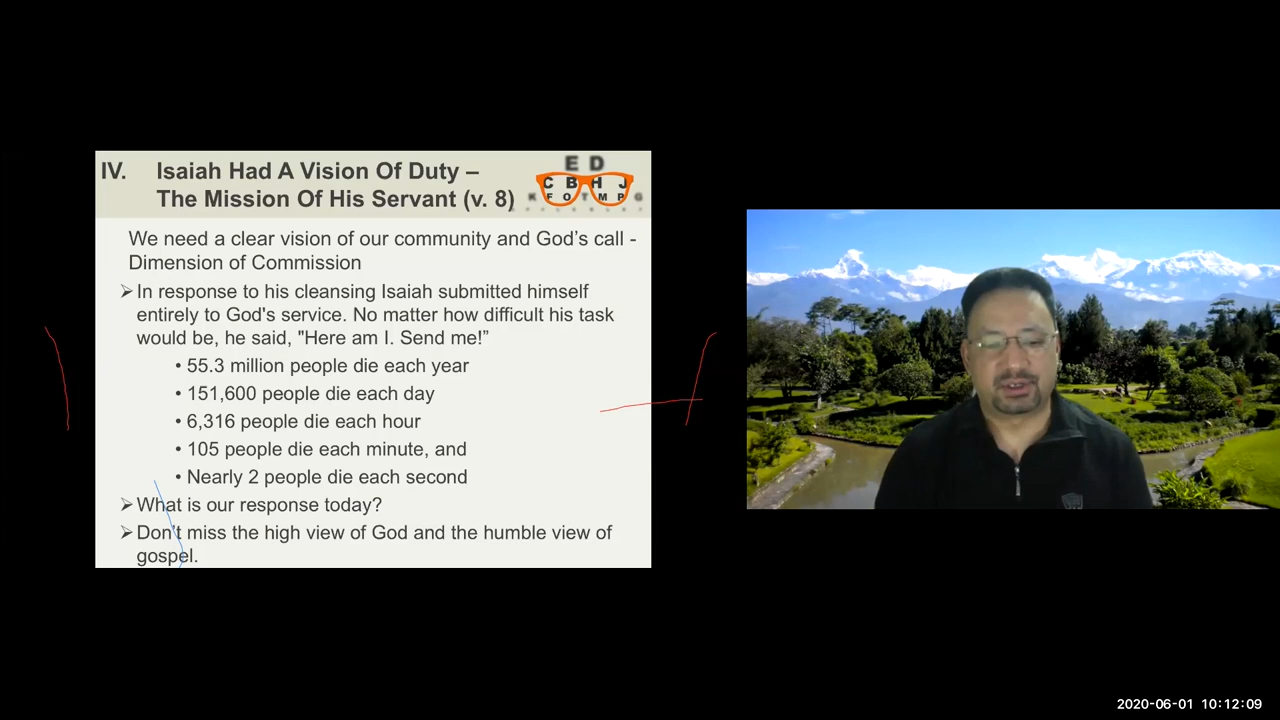 IV. Isaiah Had A Vision Of Duty –
The Mission Of His Servant (v. 8)
E D
C B H J
K F O T M P G
We need a clear vision of our community and God’s call -
Dimension of Commission
➢ In response to his cleansing Isaiah submitted himself
entirely to God's service. No matter how difficult his task
would be, he said, "Here am I. Send me!”
• 55.3 million people die each year
• 151,600 people die each day
• 6,316 people die each hour
• 105 people die each minute, and
• Nearly 2 people die each second
➢ What is our response today?
➢ Don’t miss the high view of God and the humble view of
gospel.
2020-06-01 10:12:09